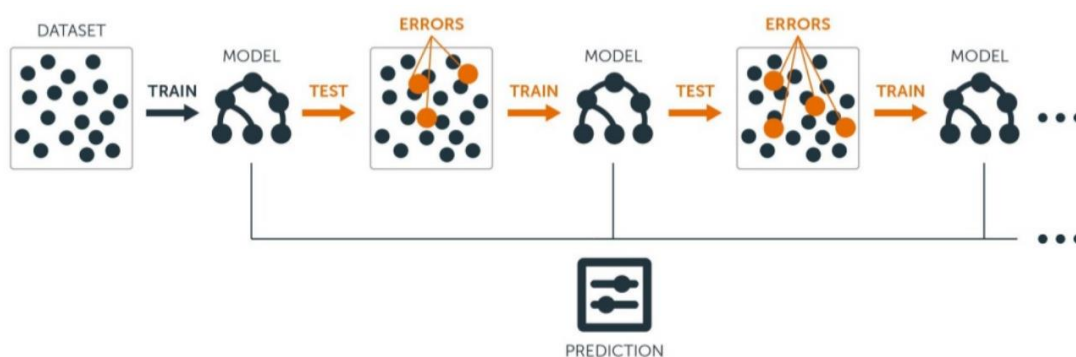 DATASET
TRAIN
MODEL
TEST
ERRORS
TRAIN
MODEL
TEST
ERRORS
TRAIN
MODEL
PREDICTION